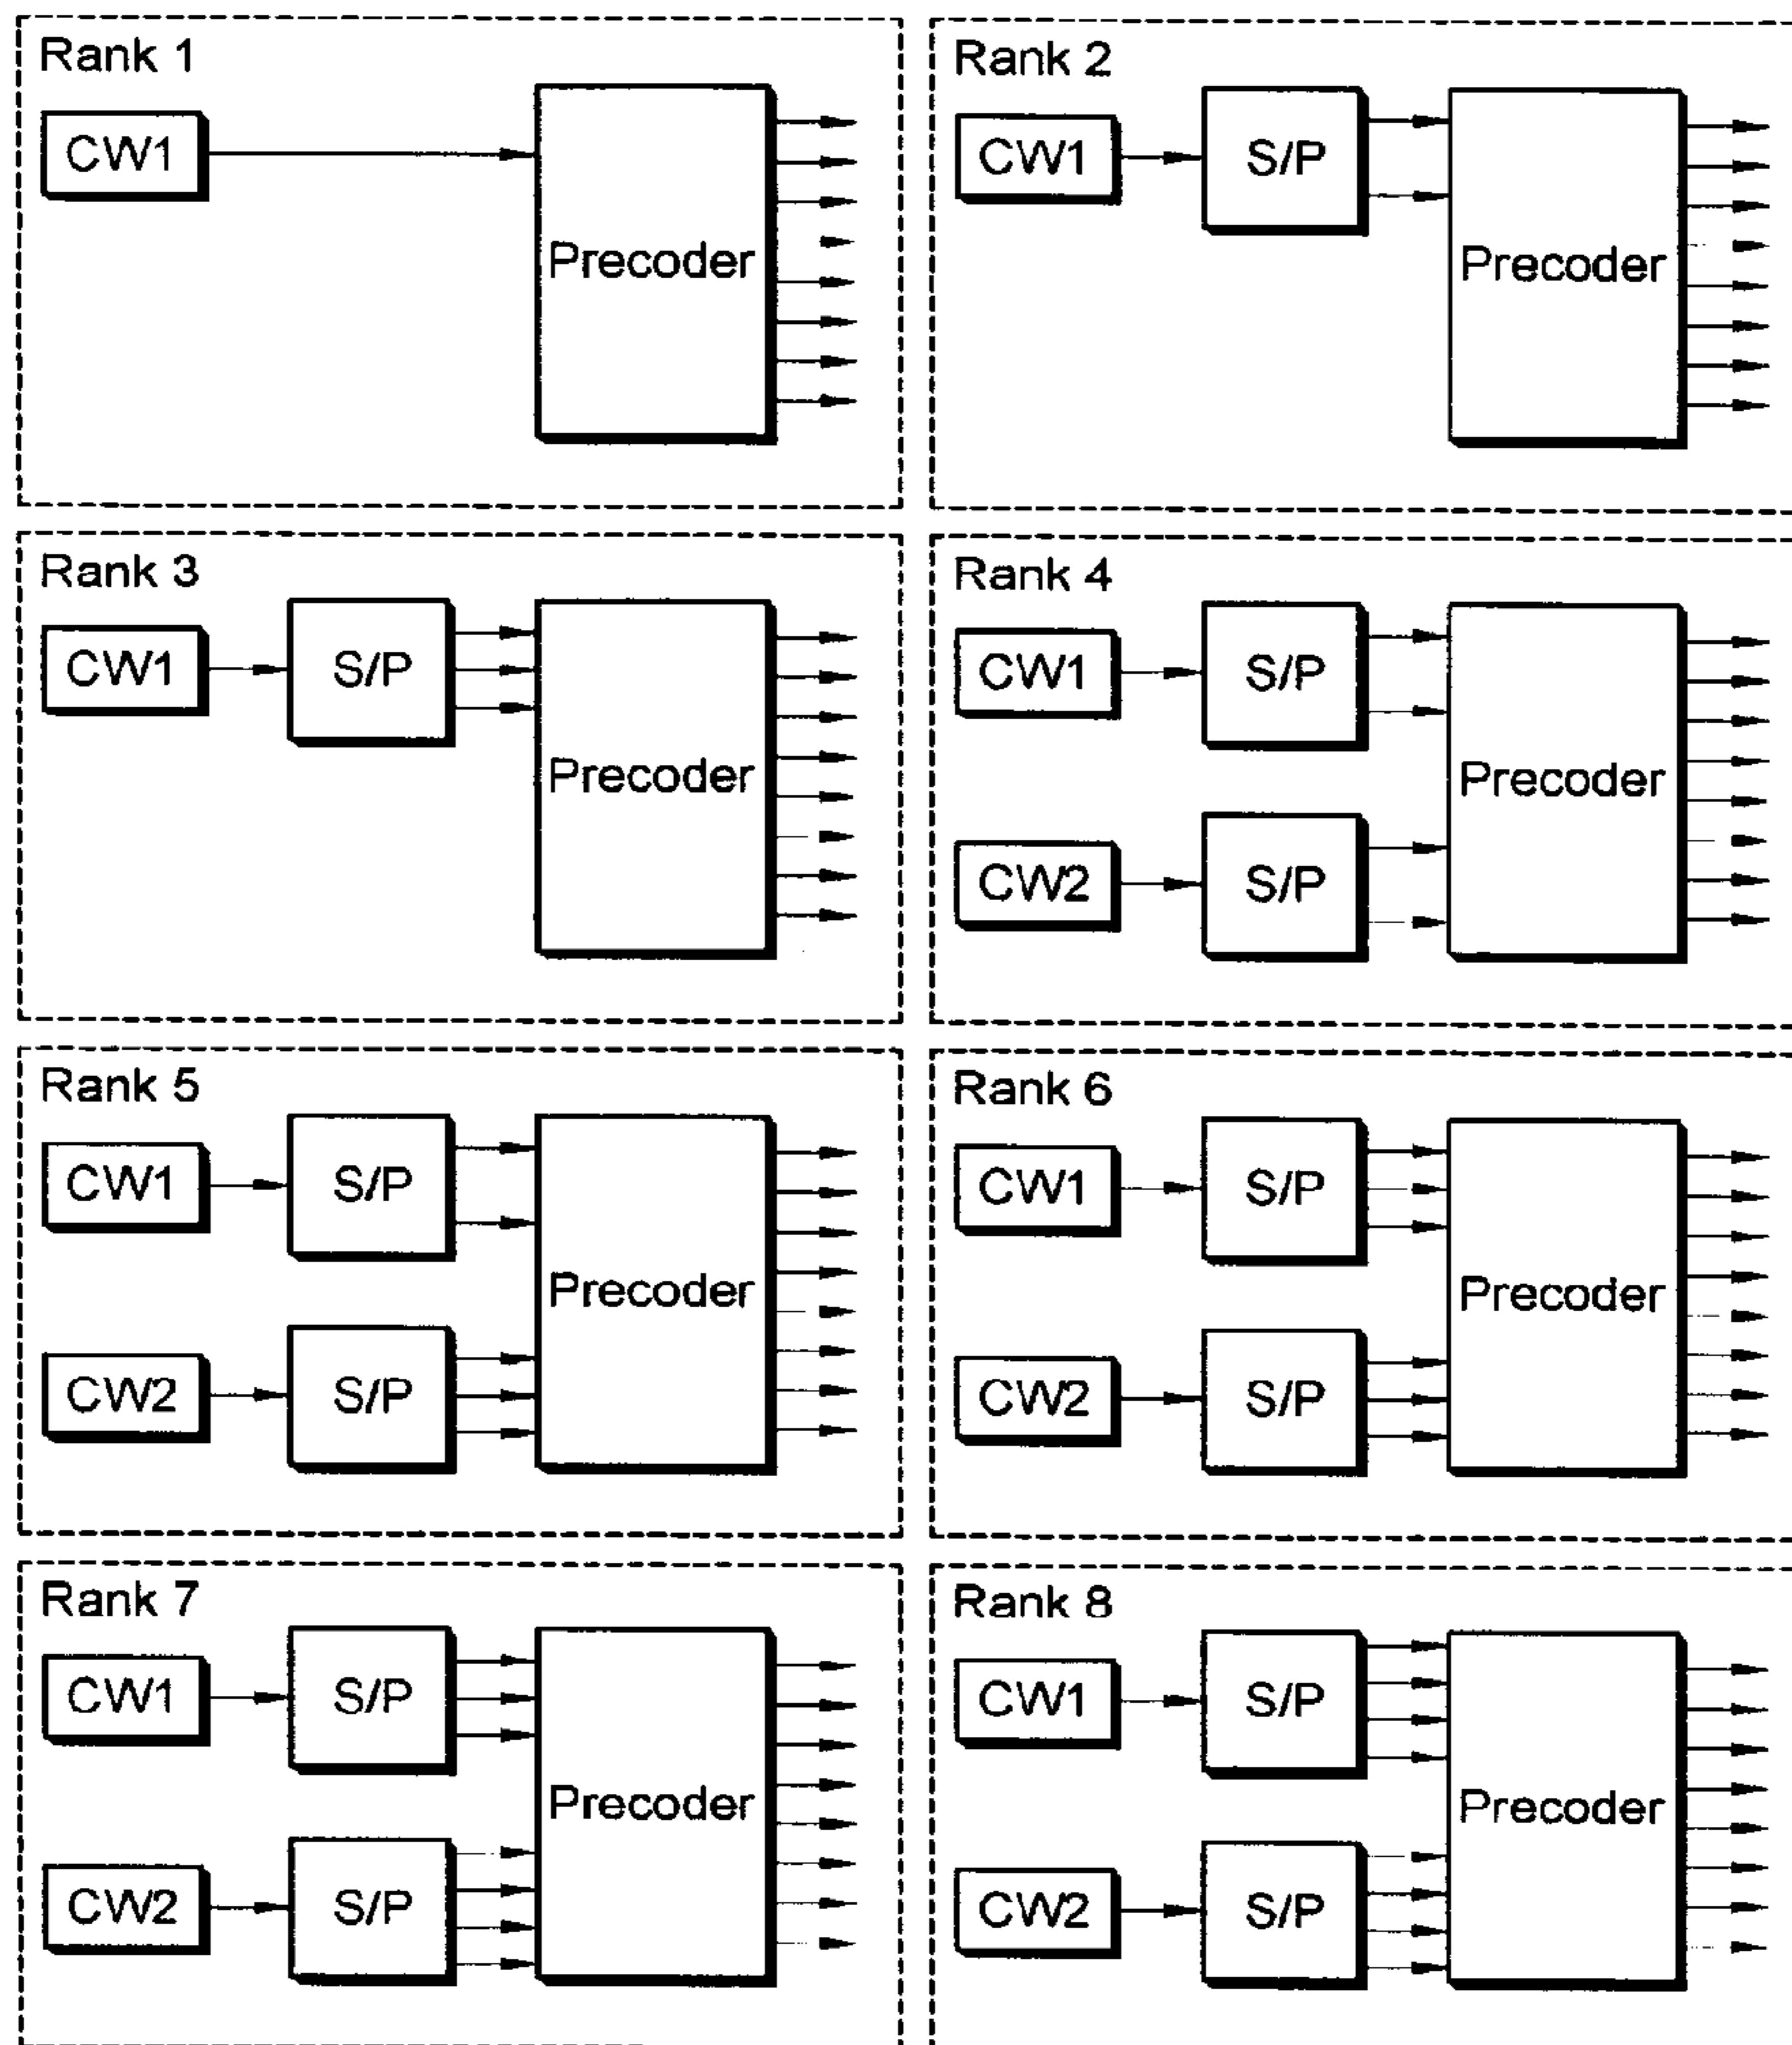 Rank 1
CW1
Precoder
Rank 2
CW1
S/P
Precoder
Rank 3
CW1
S/P
Precoder
Rank 4
CW1
S/P
Precoder
CW2
S/P
Rank 5
CW1
S/P
Precoder
CW2
S/P
Rank 6
CW1
S/P
Precoder
CW2
S/P
Rank 7
CW1
S/P
Precoder
CW2
S/P
Rank 8
CW1
S/P
Precoder
CW2
S/P